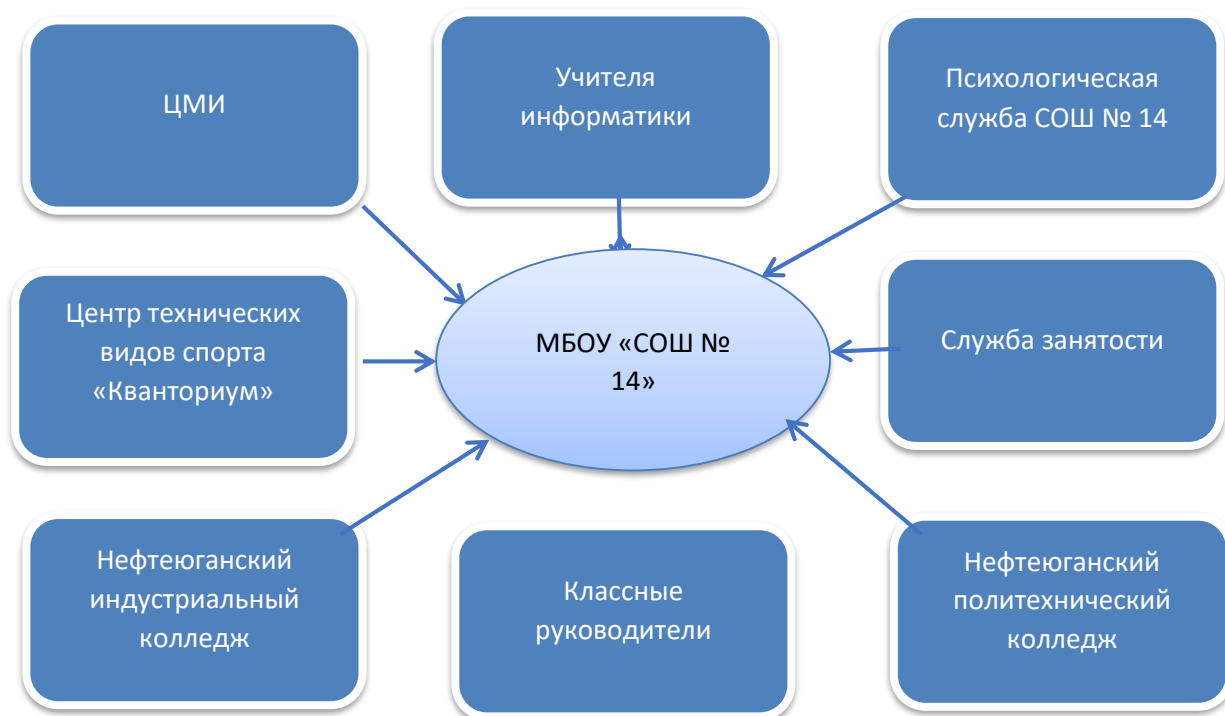 ЦМИ
Учителя
информатики
Психологическая
служба СОШ № 14
Центр технических
видов спорта
«Кванториум»
МБОУ «СОШ №
14»
Служба занятости
Нефтеюганский
индустриальный
колледж
Классные
руководители
Нефтеюганский
политехнический
колледж